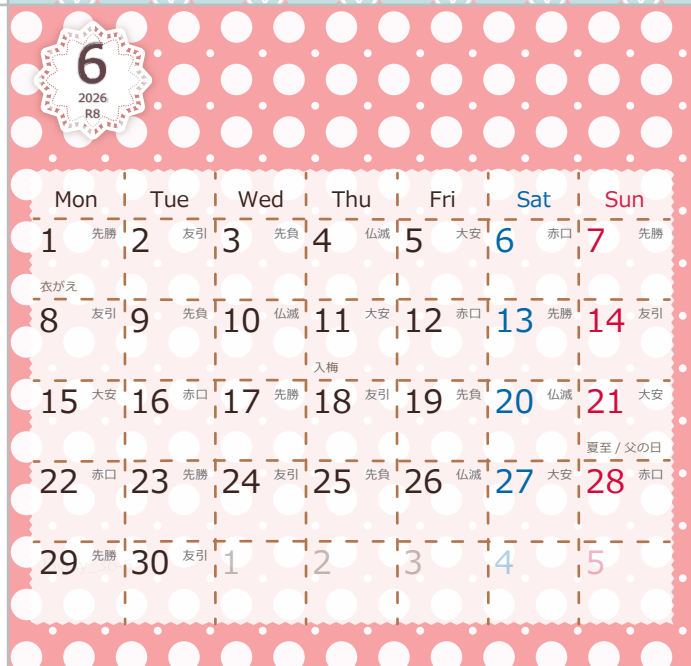 6
2026
R8
Mon Tue Wed Thu Fri Sat Sun
1 先勝 2 友引 3 先負 4 仏滅 5 大安 6 赤口 7 先勝
衣がえ
8 友引 9 先負 10 仏滅 11 大安 12 赤口 13 先勝 14 友引
入梅
15 大安 16 赤口 17 先勝 18 友引 19 先負 20 仏滅 21 大安
夏至 / 父の日
22 赤口 23 先勝 24 友引 25 先負 26 仏滅 27 大安 28 赤口
29 先勝 30 友引 1 2 3 4 5